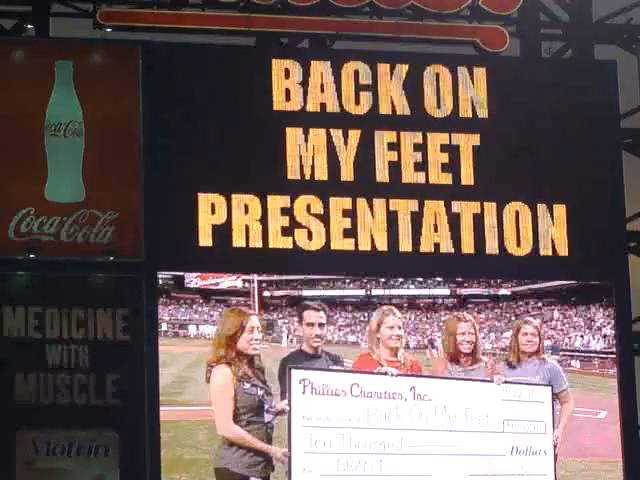 BACK ON
MY FEET
PRESENTATION
Coca-Cola
Coca-Cola
MEDICINE
WITH
MUSCLE
Motrin
Budweiser
Phillies Charities, Inc.
Back On My Feet
Ten Thousand
Dollars
GRANT